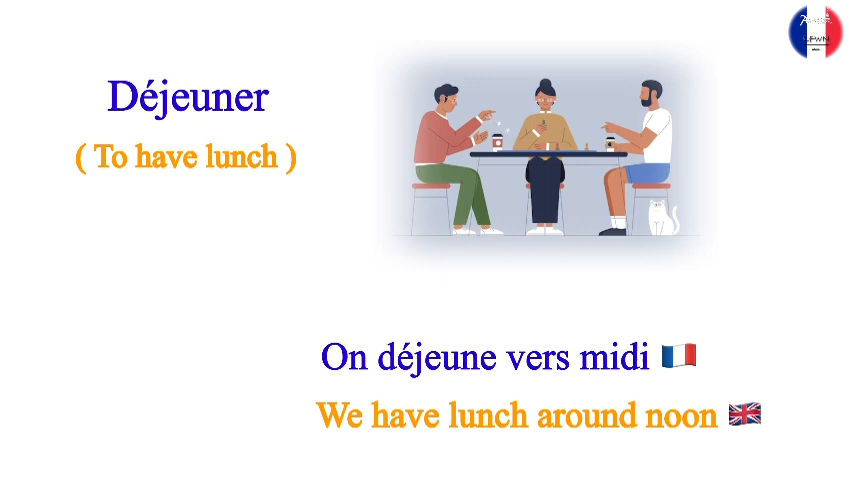 Déjeuner
( To have lunch )
On déjeune vers midi
We have lunch around noon